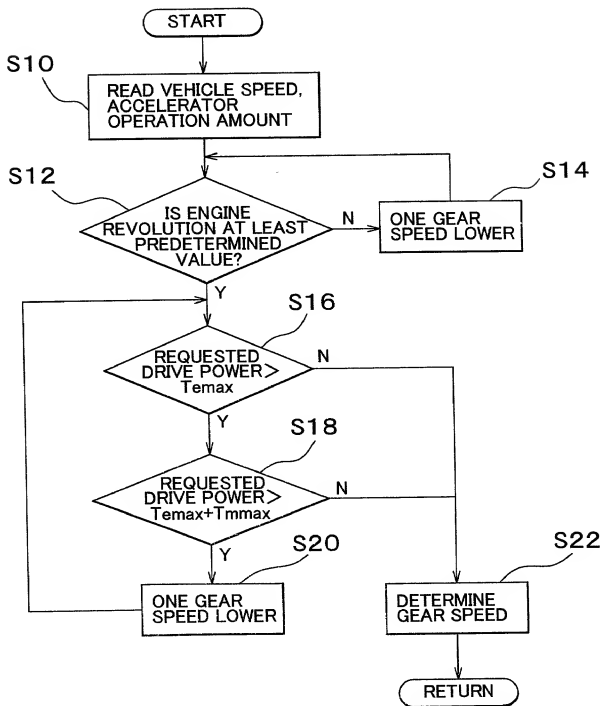 START
S10
READ VEHICLE SPEED,
ACCELERATOR
OPERATION AMOUNT
S12
IS ENGINE
REVOLUTION AT LEAST
PREDETERMINED
VALUE?
N
S14
ONE GEAR
SPEED LOWER
Y
S16
REQUESTED
DRIVE POWER>
Temax
N
Y
S18
REQUESTED
DRIVE POWER>
Temax+Tmmax
N
Y
S20
ONE GEAR
SPEED LOWER
S22
DETERMINE
GEAR SPEED
RETURN